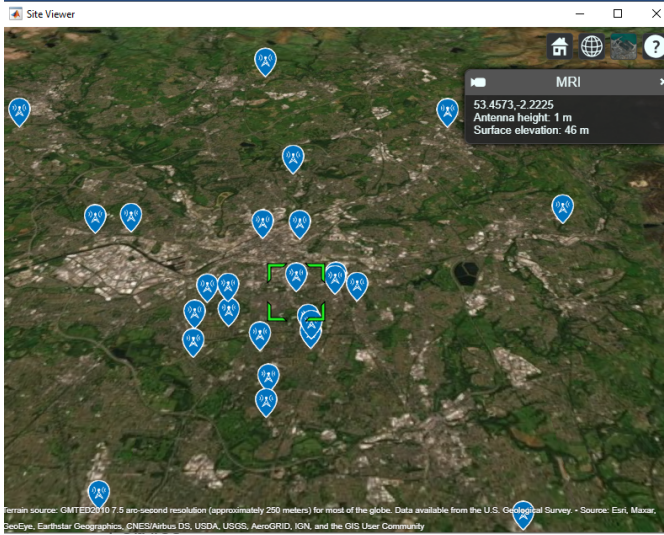 Site Viewer
?
MRI
53.4573,-2.2225
Antenna height: 1 m
Surface elevation: 46 m
Terrain source: GMTED2010 7.5 arc-second resolution (approximately 250 meters) for most of the globe. Data available from the U.S. Geological Survey. • Source: Esri, Maxar,
GeoEye, Earthstar Geographics, CNES/Airbus DS, USDA, USGS, AeroGRID, IGN, and the GIS User Community